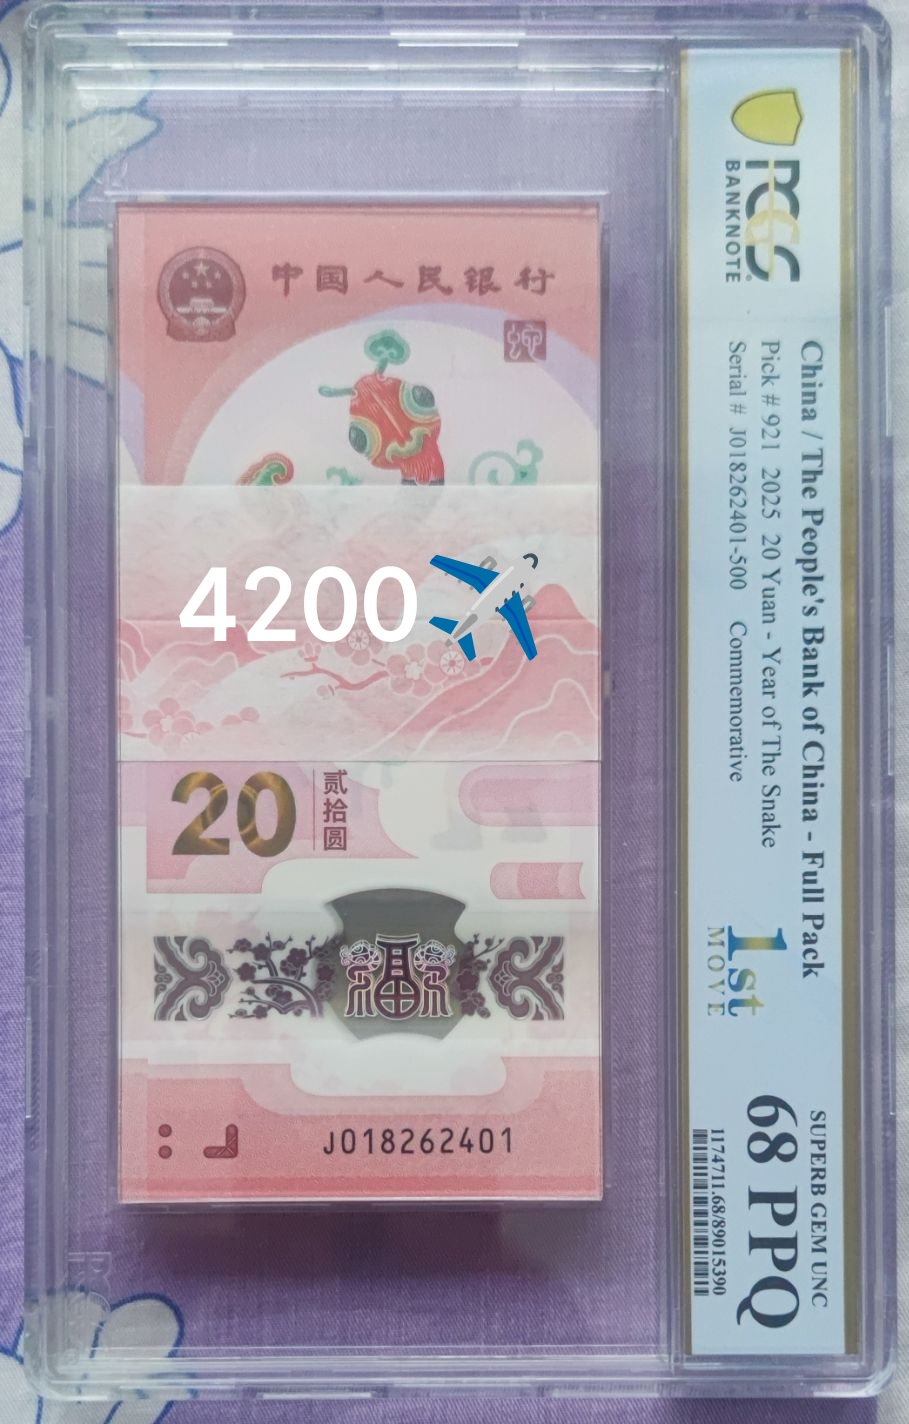 中国人民银行
4200
20
贰拾圆
J018262401
PCGS
BANKNOTE
China / The People's Bank of China - Full Pack
Pick # 921 2025 20 Yuan - Year of The Snake
Serial # J018262401-500 Commemorative
1st
MOVE
SUPERB GEM UNC
68 PPQ
1174711.68/89015390